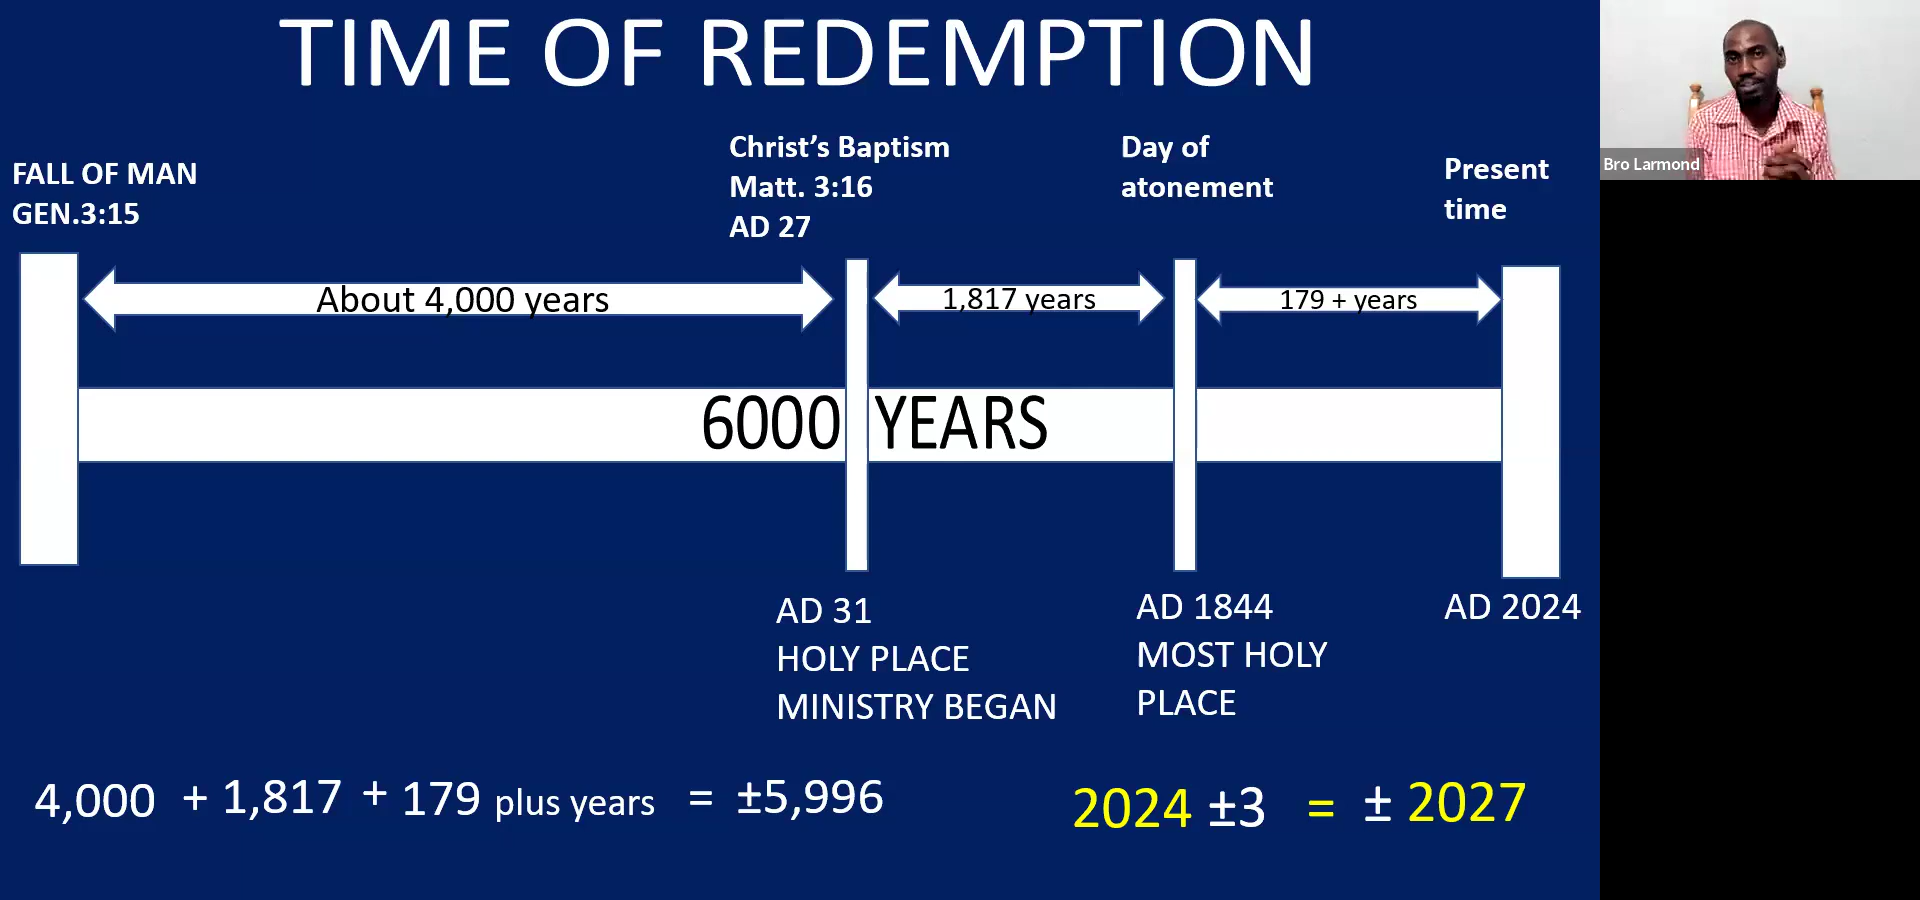 TIME OF REDEMPTION
Bro Larmond
FALL OF MAN
GEN.3:15
Christ's Baptism
Matt. 3:16
AD 27
Day of
atonement
Present
time
About 4,000 years
1,817 years
179 + years
6000 YEARS
AD 31
HOLY PLACE
MINISTRY BEGAN
AD 1844
MOST HOLY
PLACE
AD 2024
4,000 + 1,817 + 179 plus years = ±5,996
2024 ±3 = ± 2027